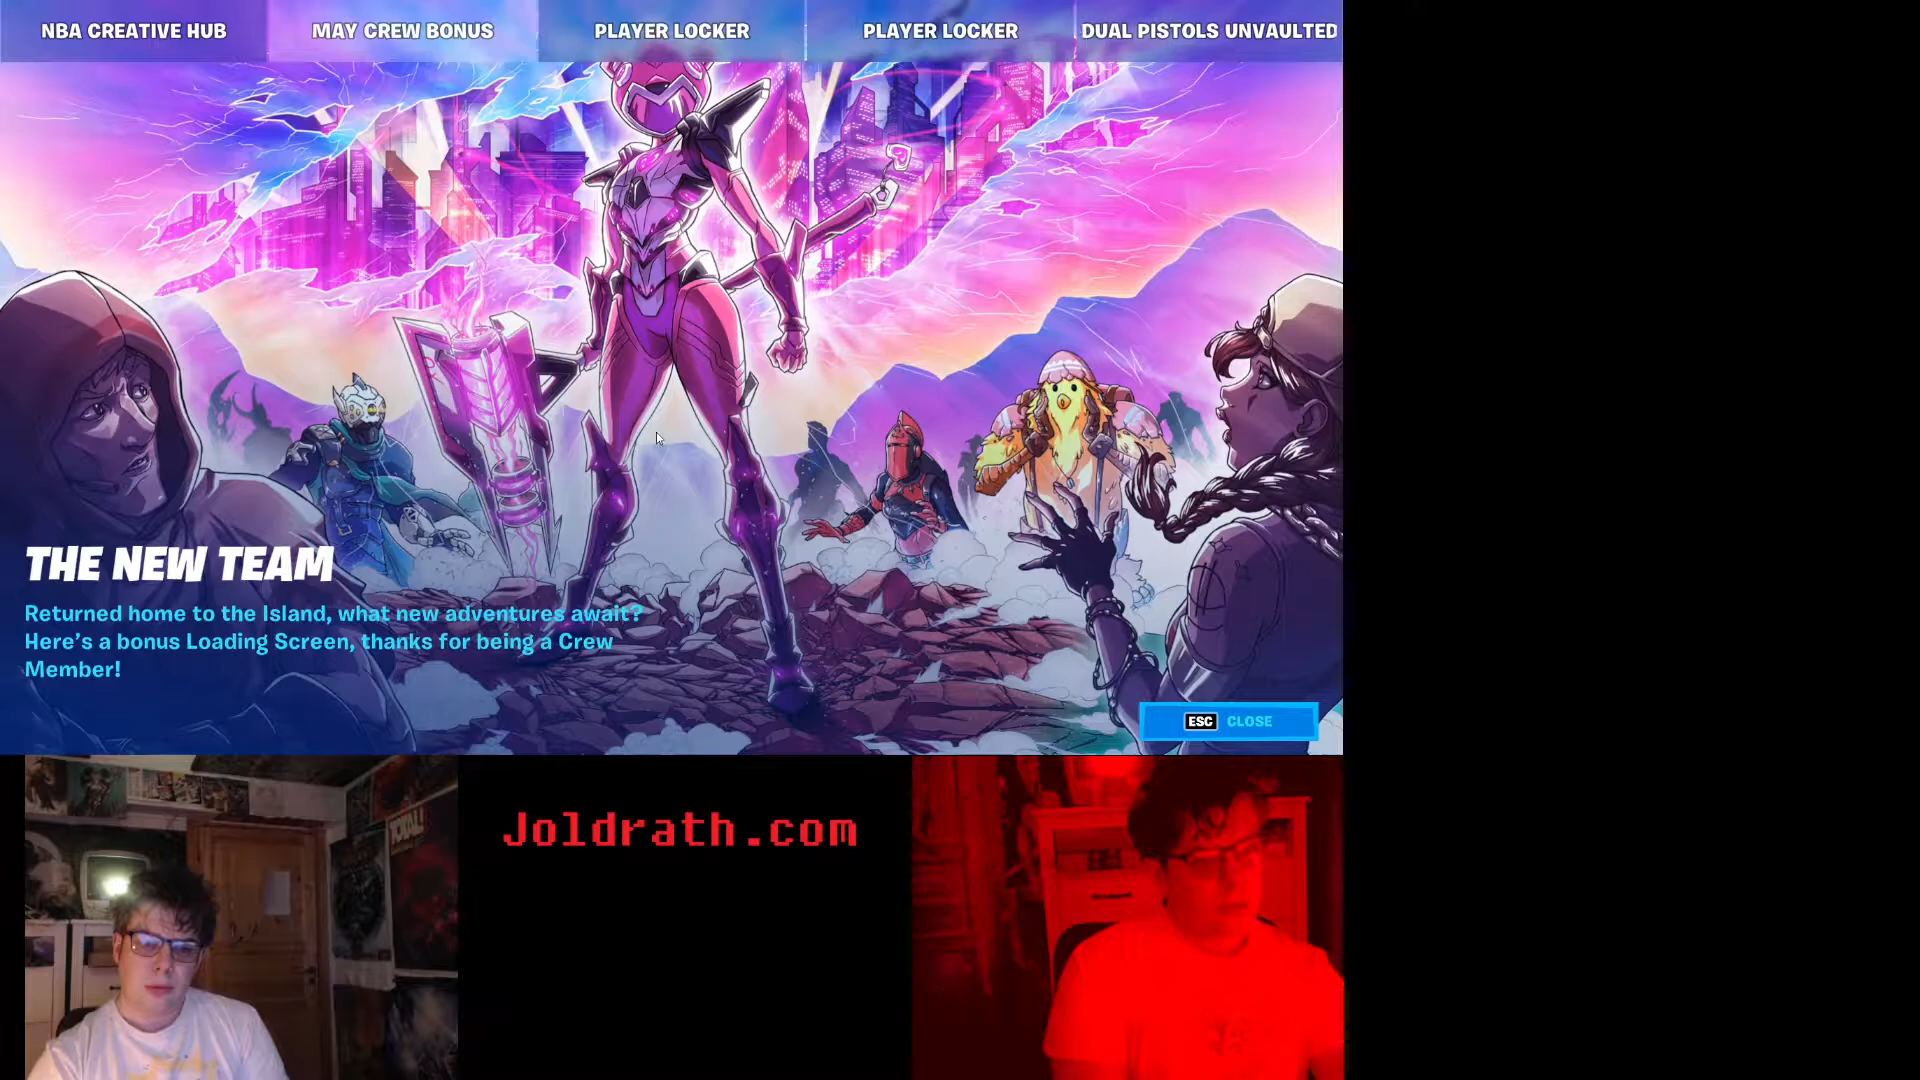 NBA CREATIVE HUB
MAY CREW BONUS
PLAYER LOCKER
PLAYER LOCKER
DUAL PISTOLS UNVAULTED
THE NEW TEAM
Returned home to the Island, what new adventures await?
Here's a bonus Loading Screen, thanks for being a Crew
Member!
ESC CLOSE
Joldrath.com
TOTAL!